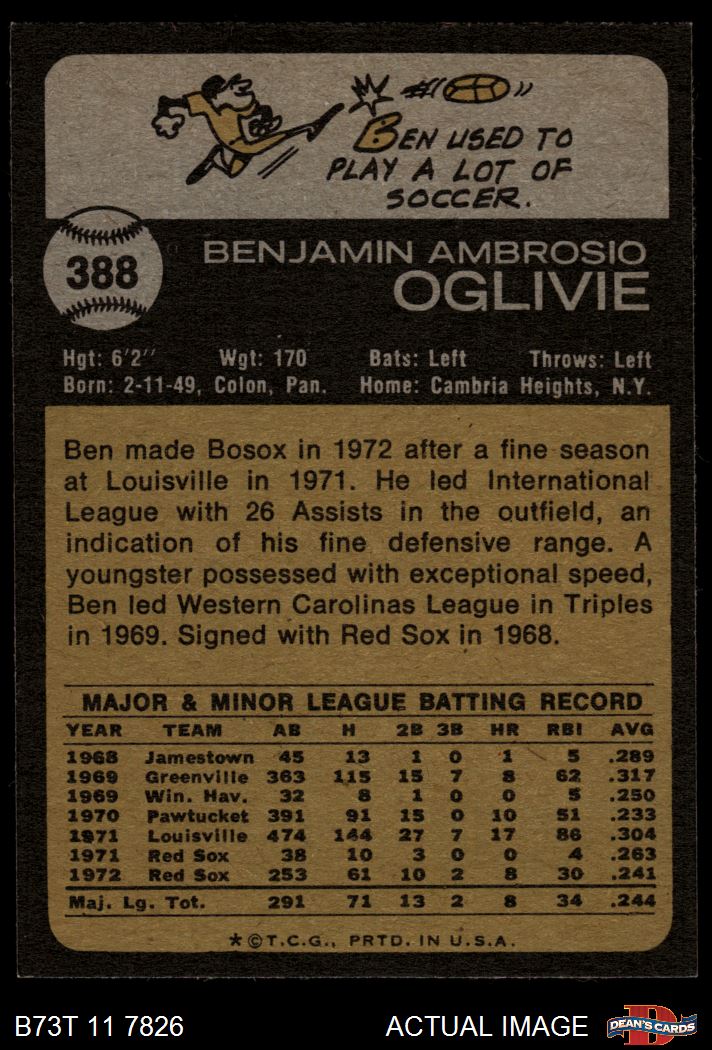 BEN USED TO
PLAY A LOT OF
SOCCER.
388
BENJAMIN AMBROSIO
OGLIVIE
Hgt: 6'2" Wgt: 170 Bats: Left Throws: Left
Born: 2-11-49, Colon, Pan. Home: Cambria Heights, N.Y.
Ben made Bosox in 1972 after a fine season
at Louisville in 1971. He led International
League with 26 Assists in the outfield, an
indication of his fine defensive range. A
youngster possessed with exceptional speed,
Ben led Western Carolinas League in Triples
in 1969. Signed with Red Sox in 1968.
MAJOR & MINOR LEAGUE BATTING RECORD
YEAR TEAM AB H 2B 3B HR RBI AVG
1968 Jamestown 45 13 1 0 1 5 .289
1969 Greenville 363 115 15 7 8 62 .317
1969 Win. Hav. 32 8 1 0 0 5 .250
1970 Pawtucket 391 91 15 0 10 51 .233
1971 Louisville 474 144 27 7 17 86 .304
1971 Red Sox 38 10 3 0 0 4 .263
1972 Red Sox 253 61 10 2 8 30 .241
Maj. Lg. Tot. 291 71 13 2 8 34 .244
*©T.C.G., PRTD. IN U.S.A.
B73T 11 7826 ACTUAL IMAGE D DEAN'S CARDS